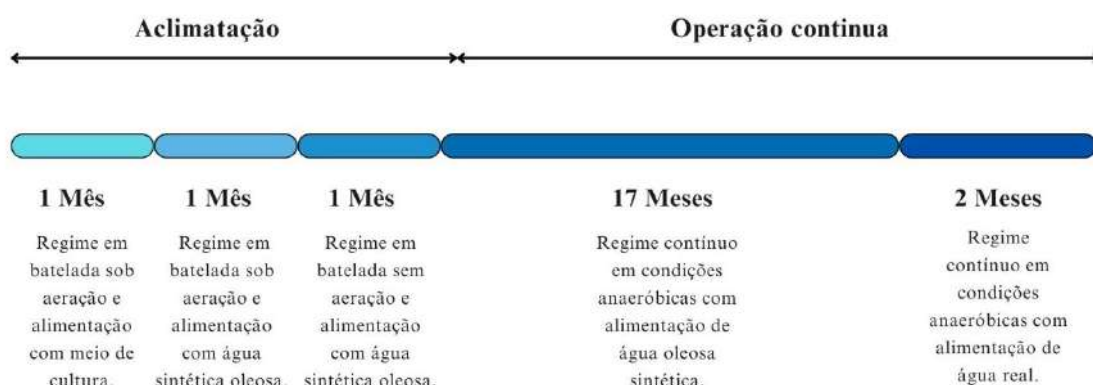 Aclimatação
Operação continua
1 Mês
Regime em
batelada sob
aeração e
alimentação
com meio de
cultura.
1 Mês
Regime em
batelada sob
aeração e
alimentação
com água
sintética oleosa.
1 Mês
Regime em
batelada sem
aeração e
alimentação
com água
sintética oleosa.
17 Meses
Regime contínuo
em condições
anaeróbicas com
alimentação de
água oleosa
sintética.
2 Meses
Regime
contínuo em
condições
anaeróbicas com
alimentação de
água real.